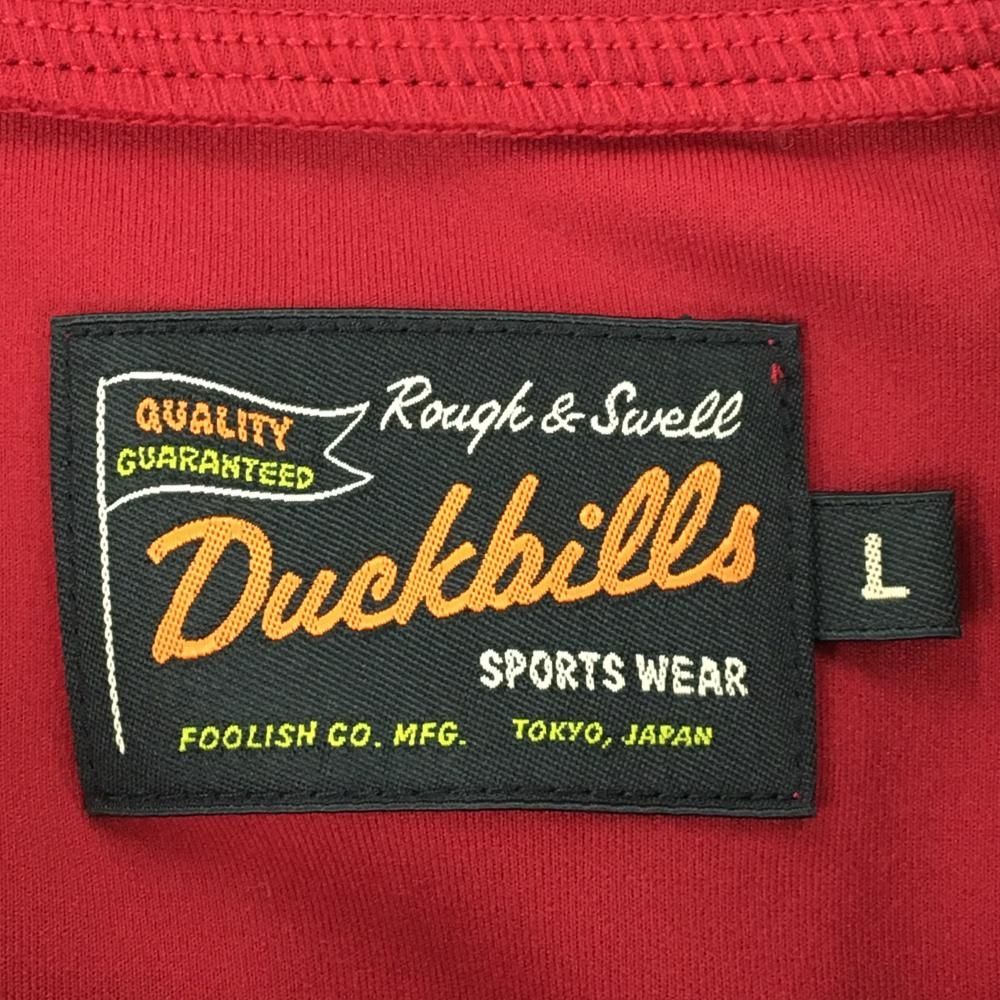 QUALITY
GUARANTEED
Rough & Swell
Duckbills
SPORTS WEAR
FOOLISH CO. MFG. TOKYO, JAPAN
L